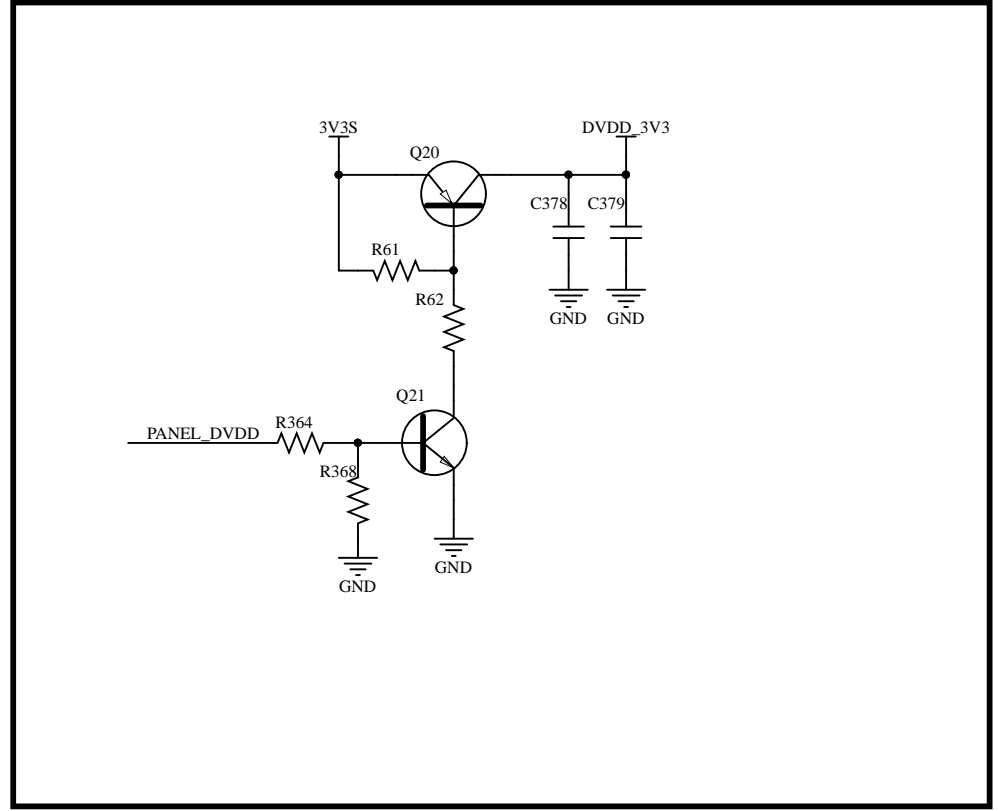 3V3S
DVDD_3V3
Q20
C378
C379
R61
R62
GND
GND
Q21
R364
PANEL_DVDD
R368
GND
GND